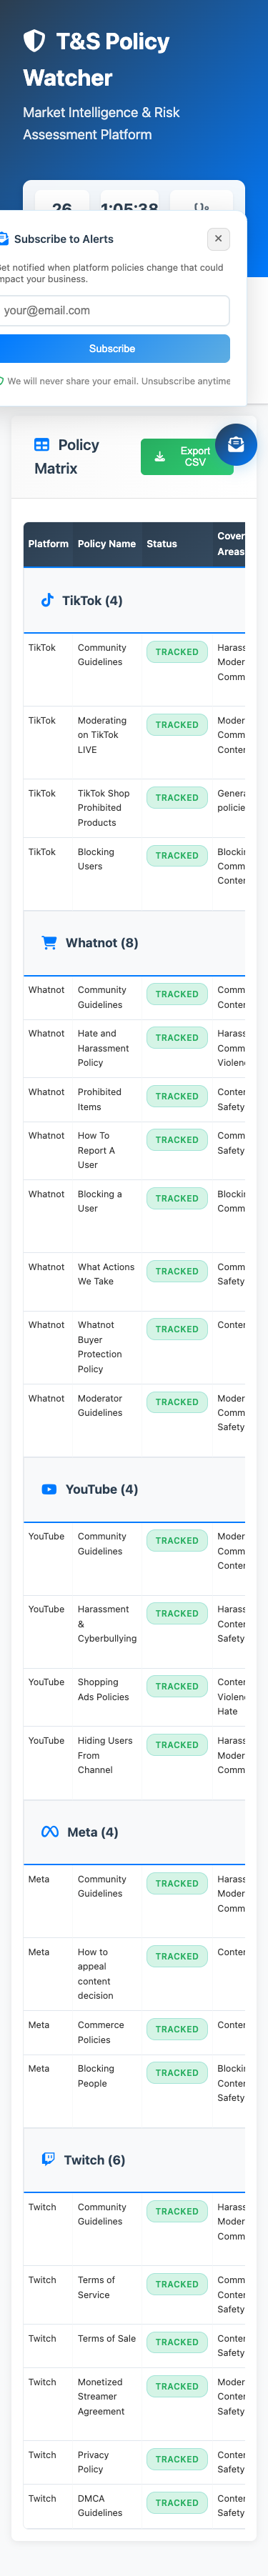 T&S Policy
Watcher
Market Intelligence & Risk
Assessment Platform
26
1:05:38
Subscribe to Alerts
Get notified when platform policies change that could
impact your business.
your@email.com
Subscribe
We will never share your email. Unsubscribe anytime
Policy
Matrix
Export
CSV
Platform Policy Name Status Cover
Areas
TikTok (4)
TikTok Community TRACKED Harass
Guidelines Moder
Comm
TikTok Moderating TRACKED Moder
on TikTok Comm
LIVE Conter
TikTok TikTok Shop TRACKED Genera
Prohibited policie
Products
TikTok Blocking TRACKED Blockin
Users Comm
Conter
Whatnot (8)
Whatnot Community TRACKED Comm
Guidelines Conter
Whatnot Hate and TRACKED Harass
Harassment Comm
Policy Violenc
Whatnot Prohibited TRACKED Conter
Items Safety
Whatnot How To TRACKED Comm
Report A Safety
User
Whatnot Blocking a TRACKED Blockin
User Comm
Whatnot What Actions TRACKED Comm
We Take Safety
Whatnot Whatnot TRACKED Conter
Buyer
Protection
Policy
Whatnot Moderator TRACKED Moder
Guidelines Comm
Safety
YouTube (4)
YouTube Community TRACKED Moder
Guidelines Comm
Conter
YouTube Harassment TRACKED Harass
& Conter
Cyberbullying Safety
YouTube Shopping TRACKED Conter
Ads Policies Violenc
Hate
YouTube Hiding Users TRACKED Harass
From Moder
Channel Comm
Meta (4)
Meta Community TRACKED Harass
Guidelines Moder
Comm
Meta How to TRACKED Conter
appeal
content
decision
Meta Commerce TRACKED Conter
Policies
Meta Blocking TRACKED Blockin
People Conter
Safety
Twitch (6)
Twitch Community TRACKED Harass
Guidelines Moder
Comm
Twitch Terms of TRACKED Comm
Service Conter
Safety
Twitch Terms of Sale TRACKED Conter
Safety
Twitch Monetized TRACKED Moder
Streamer Conter
Agreement Safety
Twitch Privacy TRACKED Conter
Policy Safety
Twitch DMCA TRACKED Conter
Guidelines Safety